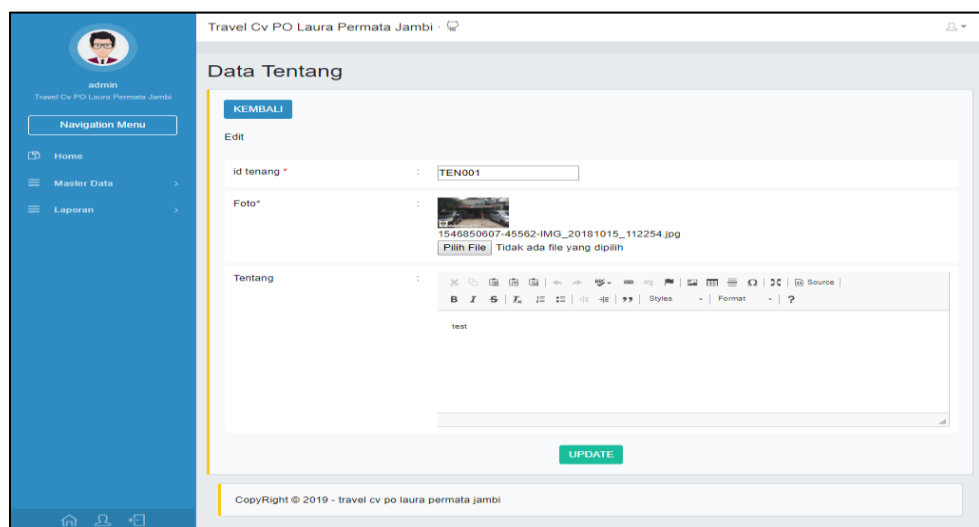 admin
Travel Cv PO Laura Permata Jambi
Navigation Menu
Home
Master Data
Laporan
Travel Cv PO Laura Permata Jambi ·
Data Tentang
KEMBALI
Edit
id tenang * : TEN001
Foto* :
1546850607-45562-IMG_20181015_112254.jpg
Pilih File Tidak ada file yang dipilih
Tentang :
Source
B I S Styles Format ?
test
UPDATE
CopyRight © 2019 - travel cv po laura permata jambi